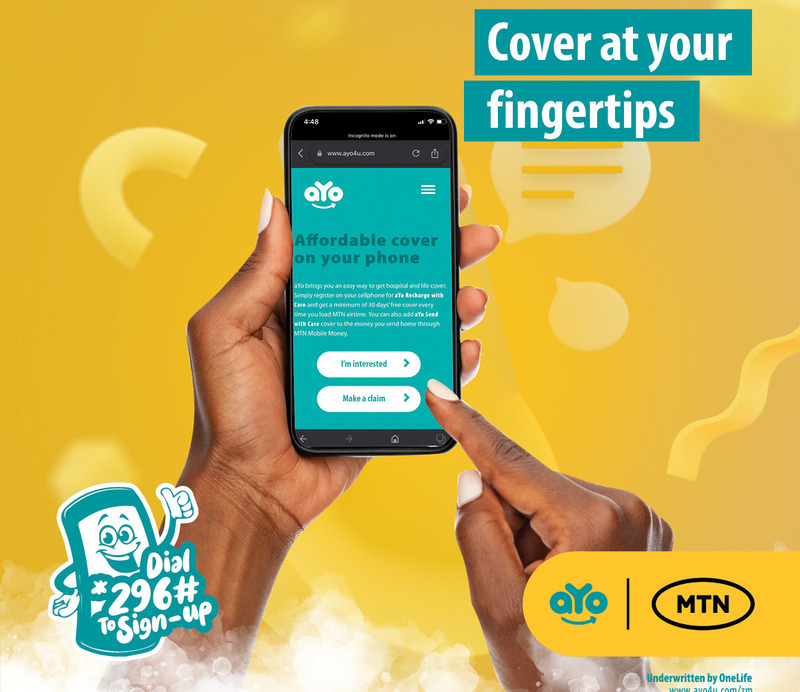 Cover at your
fingertips
4:48
Incognito mode is on
www.ayo4u.com
aYo
Affordable cover
on your phone
aYo brings you an easy way to get hospital and life cover.
Simply register on your cellphone for aYo Recharge with
Care and get a minimum of 30 days' free cover every
time you load MTN airtime. You can also add aYo Send
with Care cover to the money you send home through
MTN Mobile Money.
I'm interested
Make a claim
Dial
*296#
To Sign-up
aYo
MTN
Underwritten by OneLife
www.ayo4u.com/zm